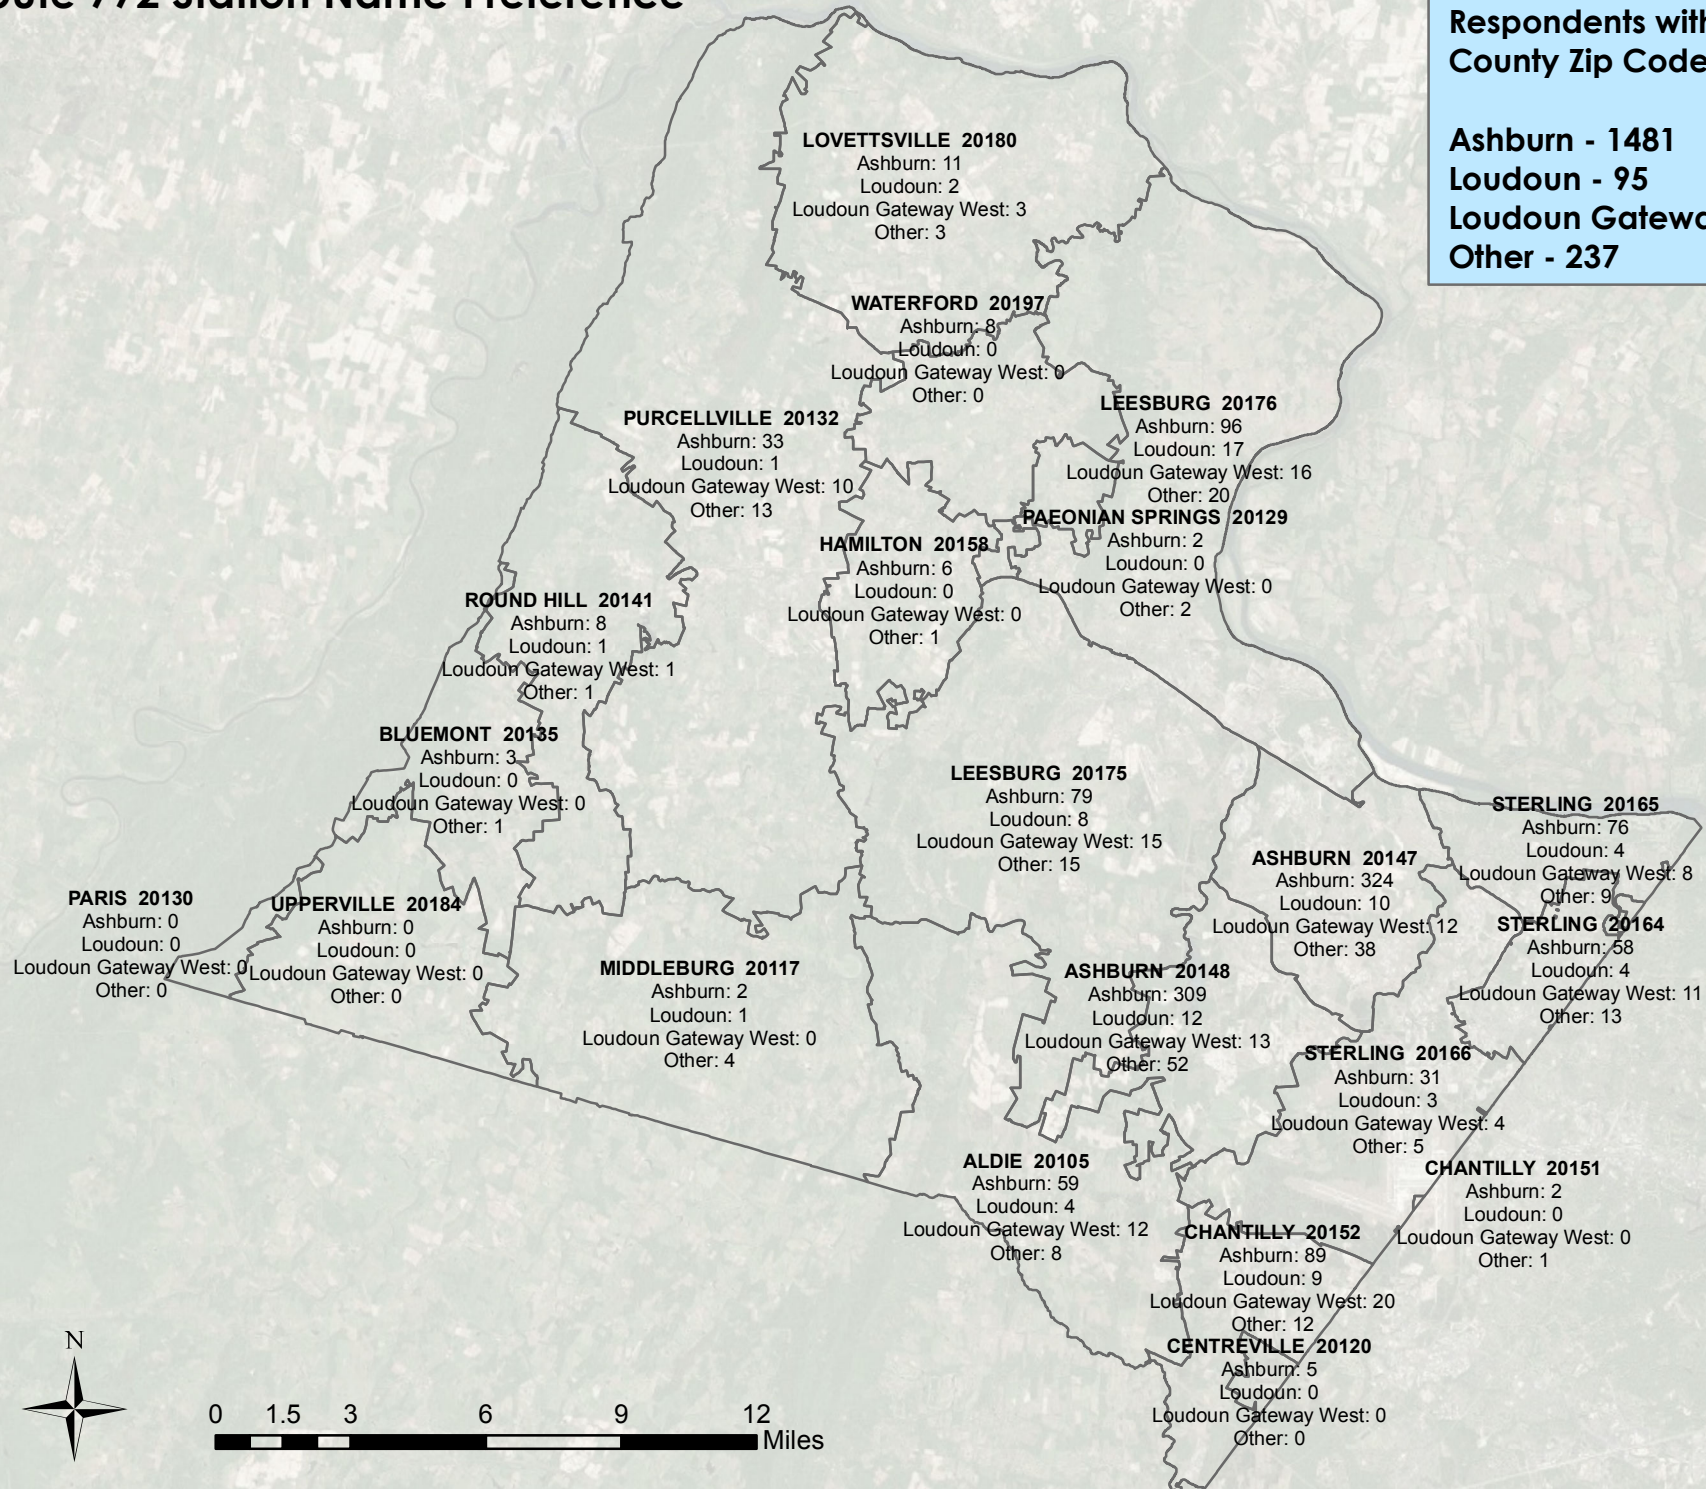 772 Station Name Preference
Respondents with
County Zip Code
Ashburn - 1481
Loudoun - 95
Loudoun
Other - 237
LOVETTSVILLE 20180
Ashburn: 11
Loudoun: 2
Loudoun Gateway West: 3
Other: 3
WATERFORD 20197
Ashburn: 8
Loudoun: 0
Loudoun Gateway West: 0
Other: 0
LEESBURG 20176
Ashburn: 96
Loudoun: 17
Loudoun Gateway West: 16
Other: 20
PURCELLVILLE 20132
Ashburn: 33
Loudoun: 1
Loudoun Gateway West: 10
Other: 13
PAEONIAN SPRINGS 20129
Ashburn: 2
Loudoun: 0
Loudoun Gateway West: 0
Other: 2
HAMILTON 20158
Ashburn: 6
Loudoun: 0
Loudoun Gateway West: 0
Other: 1
ROUND HILL 20141
Ashburn: 8
Loudoun: 1
Loudoun Gateway West: 1
Other: 1
BLUEMONT 20135
Ashburn: 3
Loudoun: 0
Loudoun Gateway West: 0
Other: 1
LEESBURG 20175
Ashburn: 79
Loudoun: 8
Loudoun Gateway West: 15
Other: 15
STERLING 20165
Ashburn: 76
Loudoun: 4
Loudoun Gateway West: 8
Other: 9
ASHBURN 20147
Ashburn: 324
Loudoun: 10
Loudoun Gateway West: 12
Other: 38
PARIS 20130
Ashburn: 0
Loudoun: 0
Loudoun Gateway West: 0
Other: 0
UPPERVILLE 20184
Ashburn: 0
Loudoun: 0
Loudoun Gateway West: 0
Other: 0
STERLING 20164
Ashburn: 58
Loudoun: 4
Loudoun Gateway West: 11
Other: 13
MIDDLEBURG 20117
Ashburn: 2
Loudoun: 1
Loudoun Gateway West: 0
Other: 4
ASHBURN 20148
Ashburn: 309
Loudoun: 12
Loudoun Gateway West: 13
Other: 52
STERLING 20166
Ashburn: 31
Loudoun: 3
Loudoun Gateway West: 4
Other: 5
ALDIE 20105
Ashburn: 59
Loudoun: 4
Loudoun Gateway West: 12
Other: 8
CHANTILLY 20151
Ashburn: 2
Loudoun: 0
Loudoun Gateway West: 0
Other: 1
CHANTILLY 20152
Ashburn: 89
Loudoun: 9
Loudoun Gateway West: 20
Other: 12
CENTREVILLE 20120
Ashburn: 5
Loudoun: 0
Loudoun Gateway West: 0
Other: 0
N
0 1.5 3 6 9 12
Miles